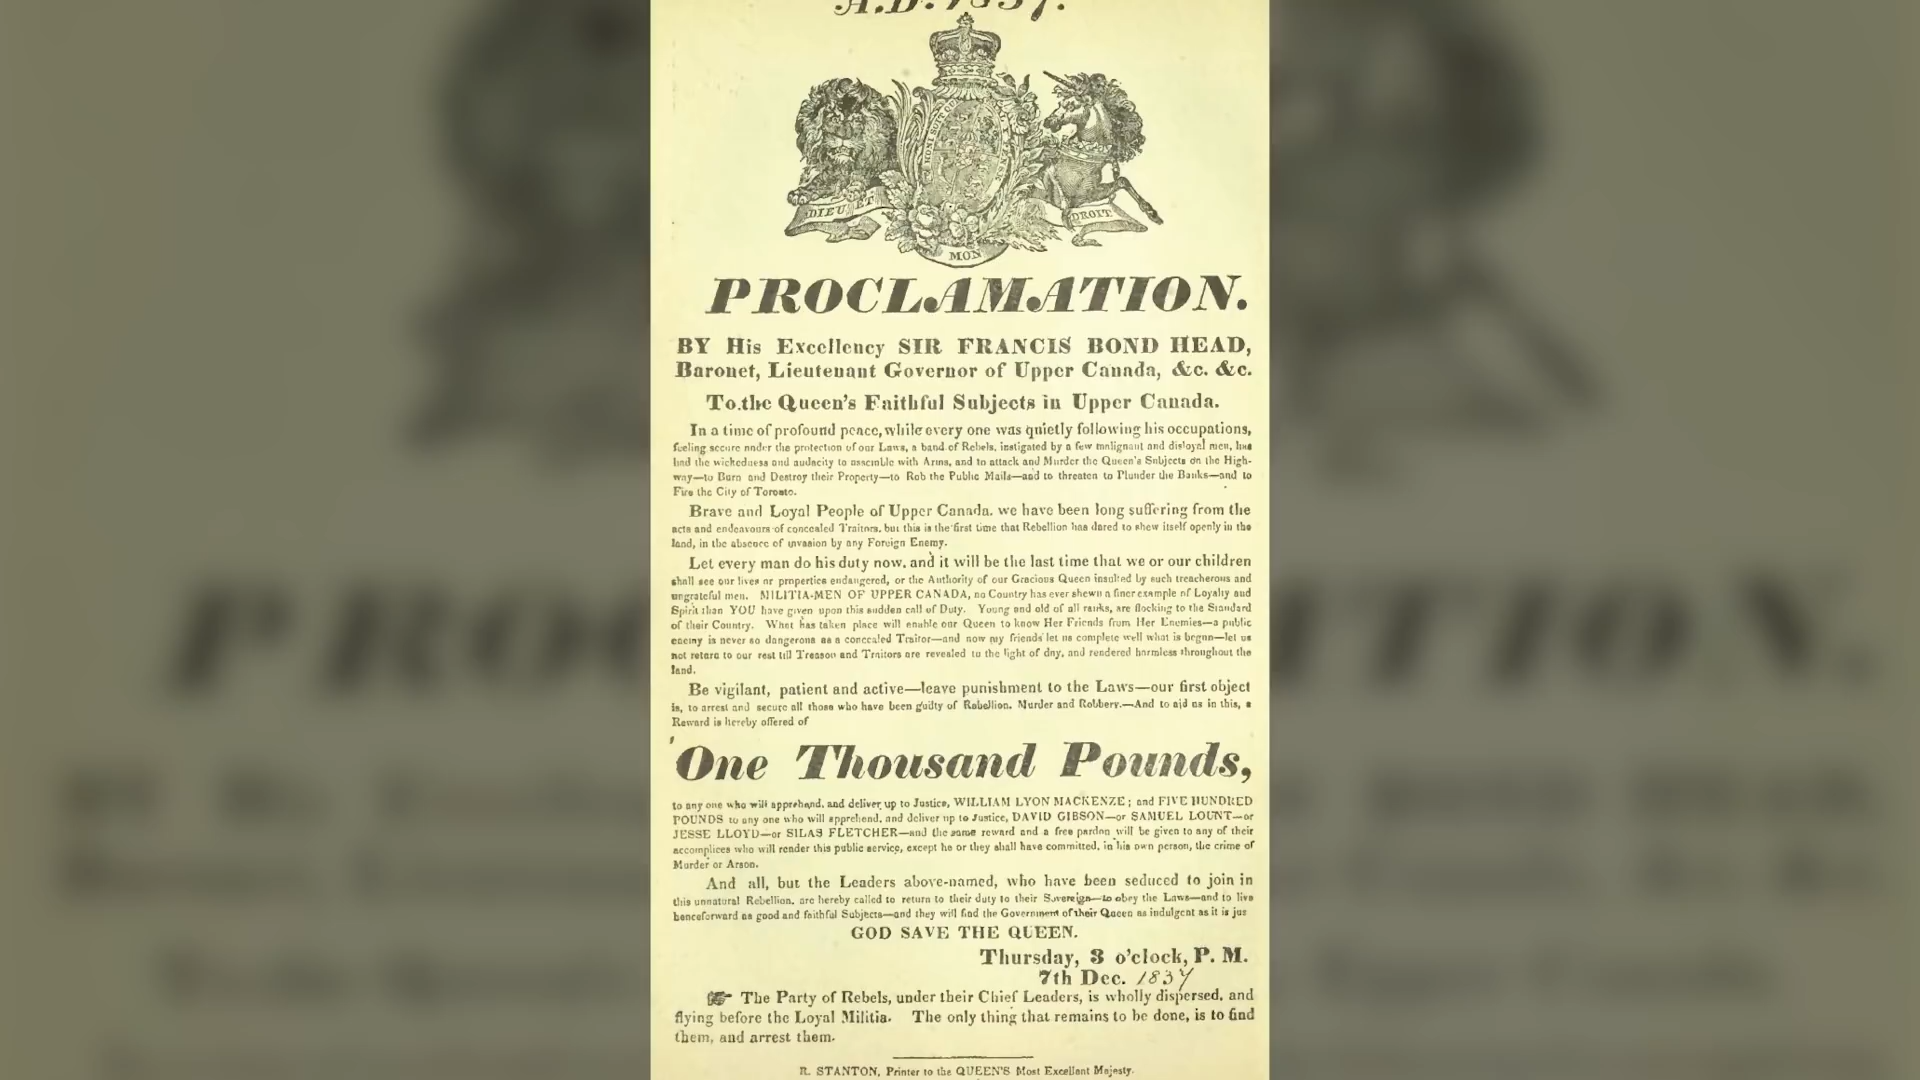 A.D. 1837.
HONI SOIT QUI MAL Y PENSE
DIEU ET
DROIT
MON
PROCLAMATION.
BY His Excellency SIR FRANCIS BOND HEAD,
Baronet, Lieutenant Governor of Upper Canada, &c. &c.
To the Queen's Faithful Subjects in Upper Canada.
In a time of profound peace, while every one was quietly following his occupations,
feeling secure under the protection of our Laws, a band of Rebels, instigated by a few malignant and disloyal men, has
had the wickedness and audacity to assemble with Arms, and to attack and Murder the Queen's Subjects on the High-
way—to Burn and Destroy their Property—to Rob the Public Mails—and to threaten to Plunder the Banks—and to
Fire the City of Toronto.
Brave and Loyal People of Upper Canada, we have been long suffering from the
acts and endeavours of concealed Traitors, but this is the first time that Rebellion has dared to shew itself openly in the
land, in the absence of invasion by any Foreign Enemy.
Let every man do his duty now, and it will be the last time that we or our children
shall see our lives or properties endangered, or the Authority of our Gracious Queen insulted by such treacherous and
ungrateful men. MILITIA-MEN OF UPPER CANADA, no Country has ever shewn a finer example of Loyalty and
Spirit than YOU have given upon this sudden call of Duty. Young and old of all ranks, are flocking to the Standard
of their Country. What has taken place will enable our Queen to know Her Friends from Her Enemies—a public
enemy is never so dangerous as a concealed Traitor—and now my friends let us complete well what is begun—let us
not return to our rest till Treason and Traitors are revealed to the light of day, and rendered harmless throughout the
land.
Be vigilant, patient and active—leave punishment to the Laws—our first object
is, to arrest and secure all those who have been guilty of Rebellion, Murder and Robbery.—And to aid us in this, a
Reward is hereby offered of
One Thousand Pounds,
to any one who will apprehend, and deliver up to Justice, WILLIAM LYON MACKENZIE; and FIVE HUNDRED
POUNDS to any one who will apprehend, and deliver up to Justice, DAVID GIBSON—or SAMUEL LOUNT—or
JESSE LLOYD—or SILAS FLETCHER—and the same reward and a free pardon will be given to any of their
accomplices who will render this public service, except he or they shall have committed, in his own person, the crime of
Murder or Arson.
And all, but the Leaders above-named, who have been seduced to join in
this unnatural Rebellion, are hereby called to return to their duty to their Sovereign—to obey the Laws—and to live
henceforward as good and faithful Subjects—and they will find the Government of their Queen as indulgent as it is jus
GOD SAVE THE QUEEN.
Thursday, 3 o'clock, P. M.
7th Dec. 1837
☞ The Party of Rebels, under their Chief Leaders, is wholly dispersed, and
flying before the Loyal Militia. The only thing that remains to be done, is to find
them, and arrest them.
R. STANTON, Printer to the QUEEN'S Most Excellent Majesty.